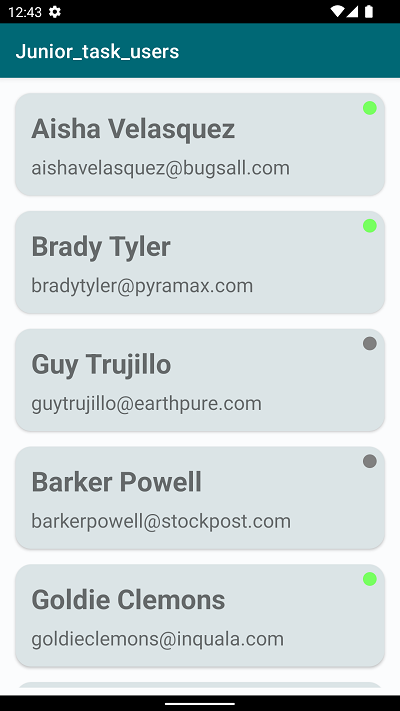 12:43
Junior_task_users
Aisha Velasquez
aishavelasquez@bugsall.com
Brady Tyler
bradytyler@pyramax.com
Guy Trujillo
guytrujillo@earthpure.com
Barker Powell
barkerpowell@stockpost.com
Goldie Clemons
goldieclemons@inquala.com